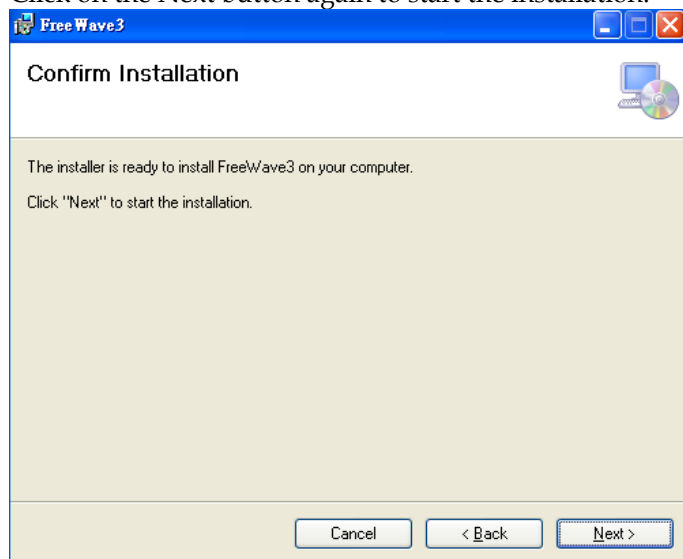 Click on the Next button again to start the installation.
FreeWave3
Confirm Installation
The installer is ready to install FreeWave3 on your computer.
Click "Next" to start the installation.
Cancel
< Back
Next >